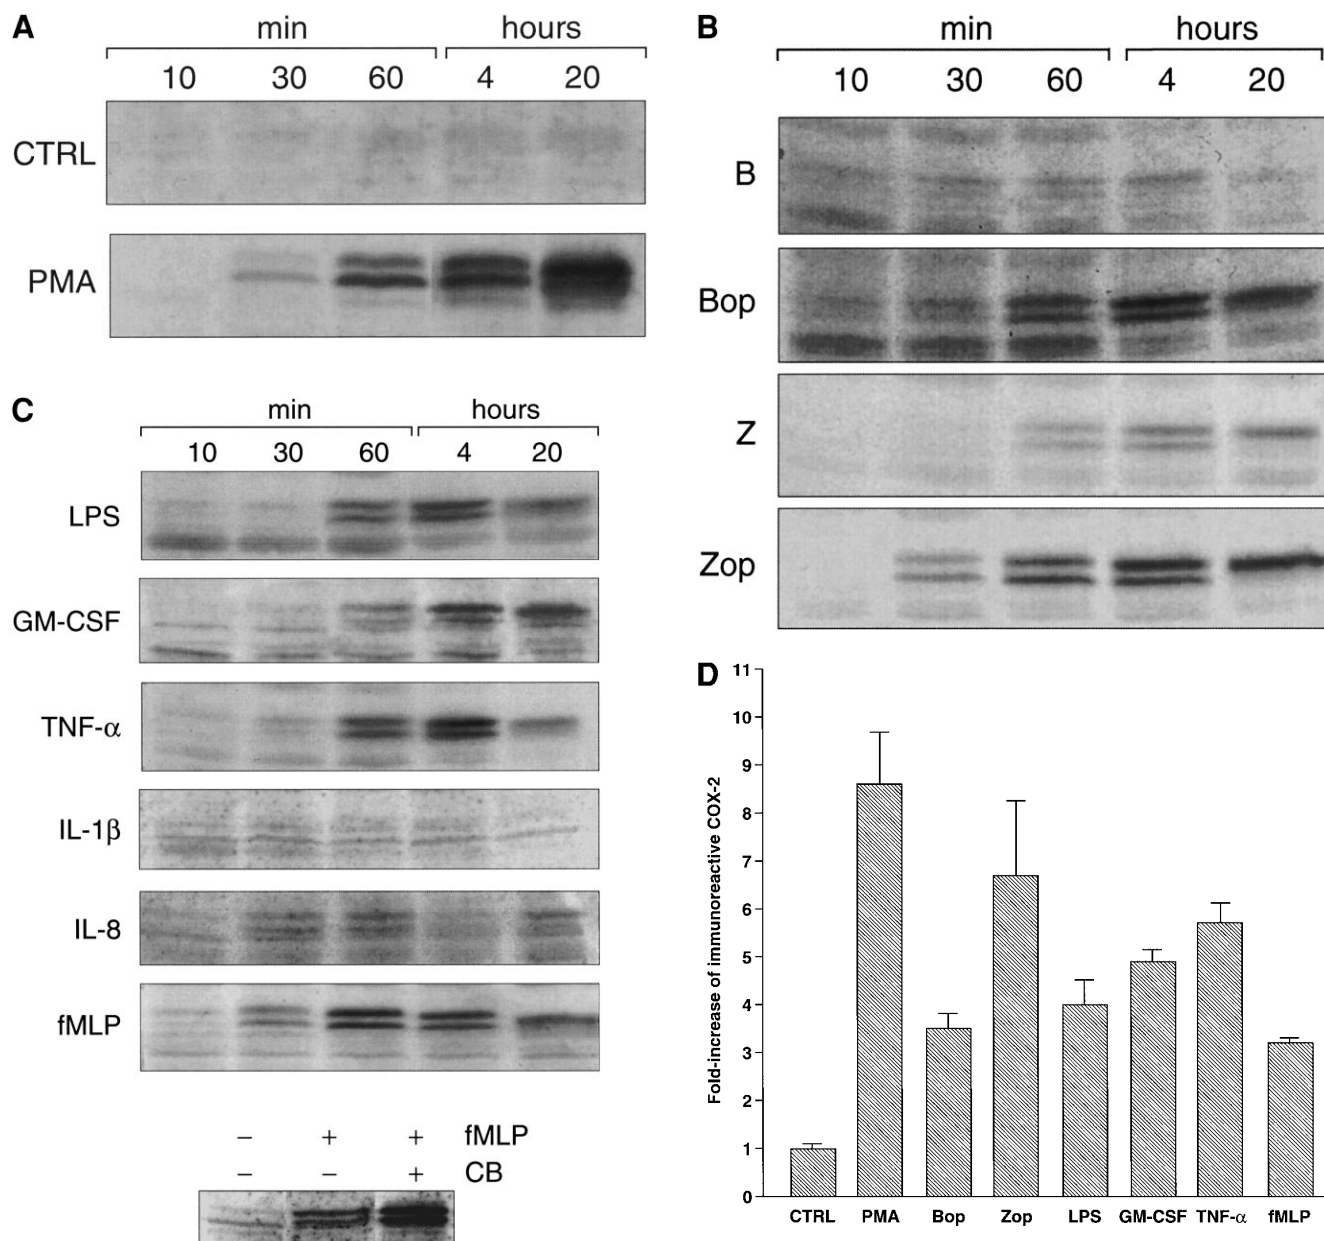 A
min hours
10 30 60 4 20
CTRL
PMA
B
min hours
10 30 60 4 20
B
Bop
Z
Zop
C
min hours
10 30 60 4 20
LPS
GM-CSF
TNF-α
IL-1β
IL-8
fMLP
– + + fMLP
– – + CB
D
Fold-increase of immunoreactive COX-2
11
10
9
8
7
6
5
4
3
2
1
0
CTRL PMA Bop Zop LPS GM-CSF TNF-α fMLP